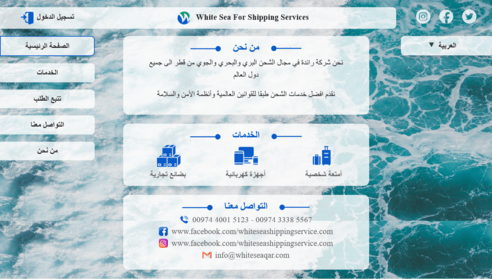 تسجيل الدخول
White Sea For Shipping Services
العربية ▼
الصفحة الرئيسية
الخدمات
تتبع الطلب
التواصل معنا
من نحن
من نحن
نحن شركة رائدة في مجال الشحن البري والبحري والجوي من قطر الى جميع
دول العالم
نقدم افضل خدمات الشحن طبقا للقوانين العالمية وأنظمة الأمن والسلامة
الخدمات
أمتعة شخصية
أجهزة كهربائية
بضائع تجارية
التواصل معنا
00974 4001 5123 - 00974 3338 5567
www.facebook.com/whiteseashippingservice.com
www.facebook.com/whiteseashippingservice.com
info@whiteseaqar.com